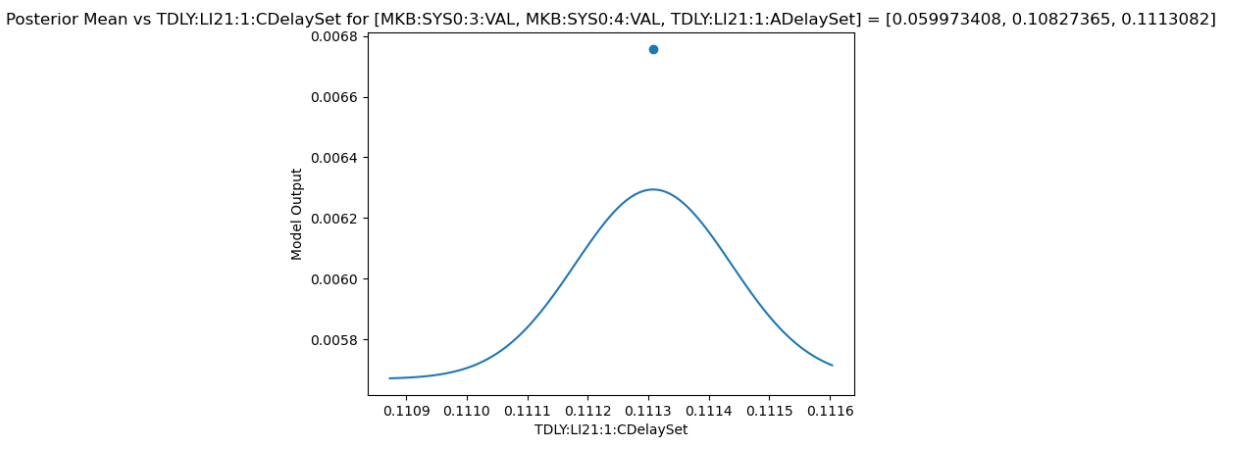 Posterior Mean vs TDLY:LI21:1:CDelaySet for [MKB:SYS0:3:VAL, MKB:SYS0:4:VAL, TDLY:LI21:1:ADelaySet] = [0.059973408, 0.10827365, 0.1113082]
0.0068
0.0066
0.0064
0.0062
0.0060
0.0058
Model Output
0.1109 0.1110 0.1111 0.1112 0.1113 0.1114 0.1115 0.1116
TDLY:LI21:1:CDelaySet